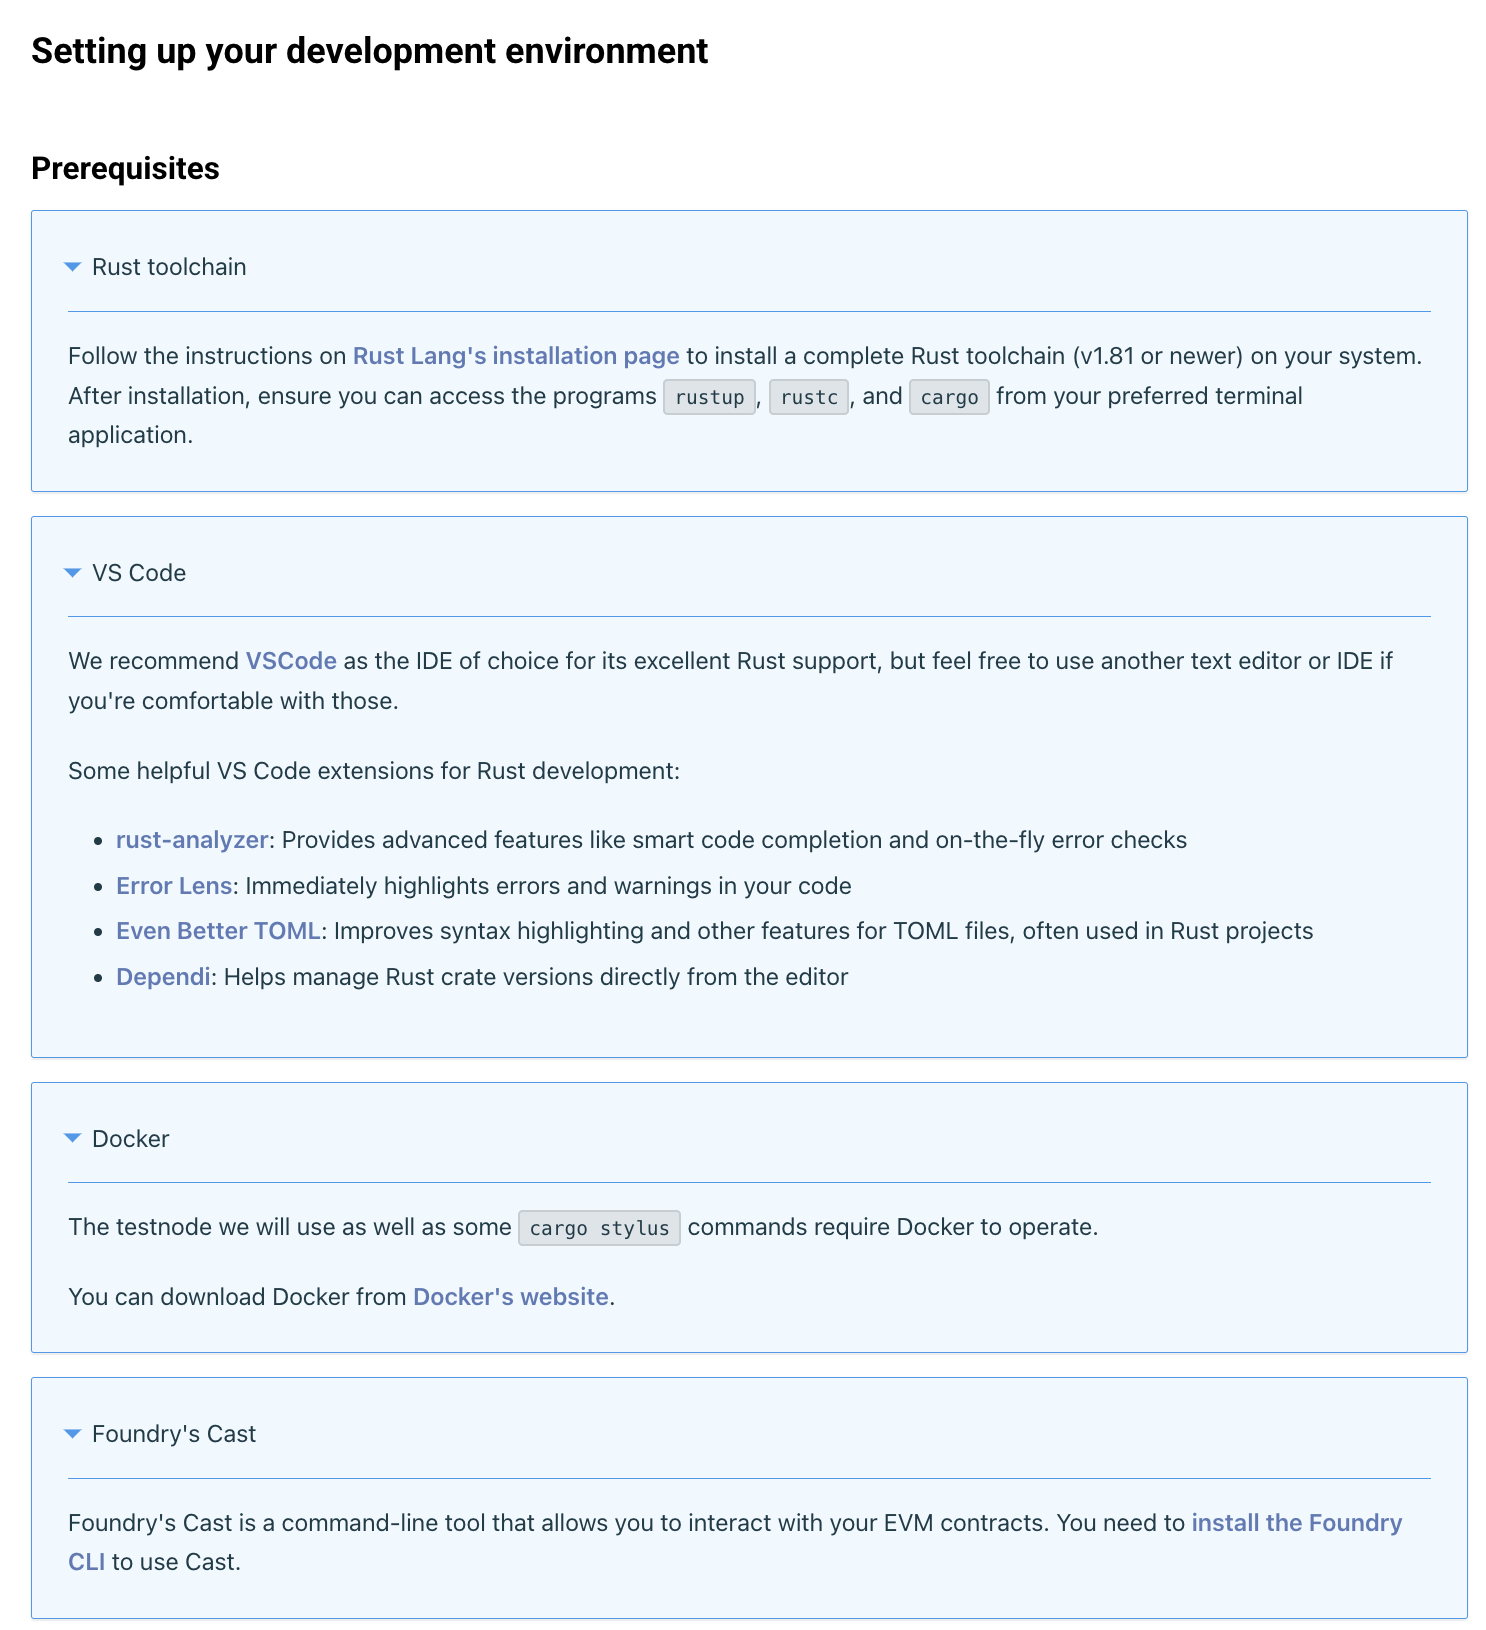 Setting up your development environment
Prerequisites
Rust toolchain
Follow the instructions on Rust Lang's installation page to install a complete Rust toolchain (v1.81 or newer) on your system.
After installation, ensure you can access the programs rustup, rustc, and cargo from your preferred terminal
application.
VS Code
We recommend VSCode as the IDE of choice for its excellent Rust support, but feel free to use another text editor or IDE if
you're comfortable with those.
Some helpful VS Code extensions for Rust development:
• rust-analyzer: Provides advanced features like smart code completion and on-the-fly error checks
• Error Lens: Immediately highlights errors and warnings in your code
• Even Better TOML: Improves syntax highlighting and other features for TOML files, often used in Rust projects
• Dependi: Helps manage Rust crate versions directly from the editor
Docker
The testnode we will use as well as some cargo stylus commands require Docker to operate.
You can download Docker from Docker's website.
Foundry's Cast
Foundry's Cast is a command-line tool that allows you to interact with your EVM contracts. You need to install the Foundry
CLI to use Cast.